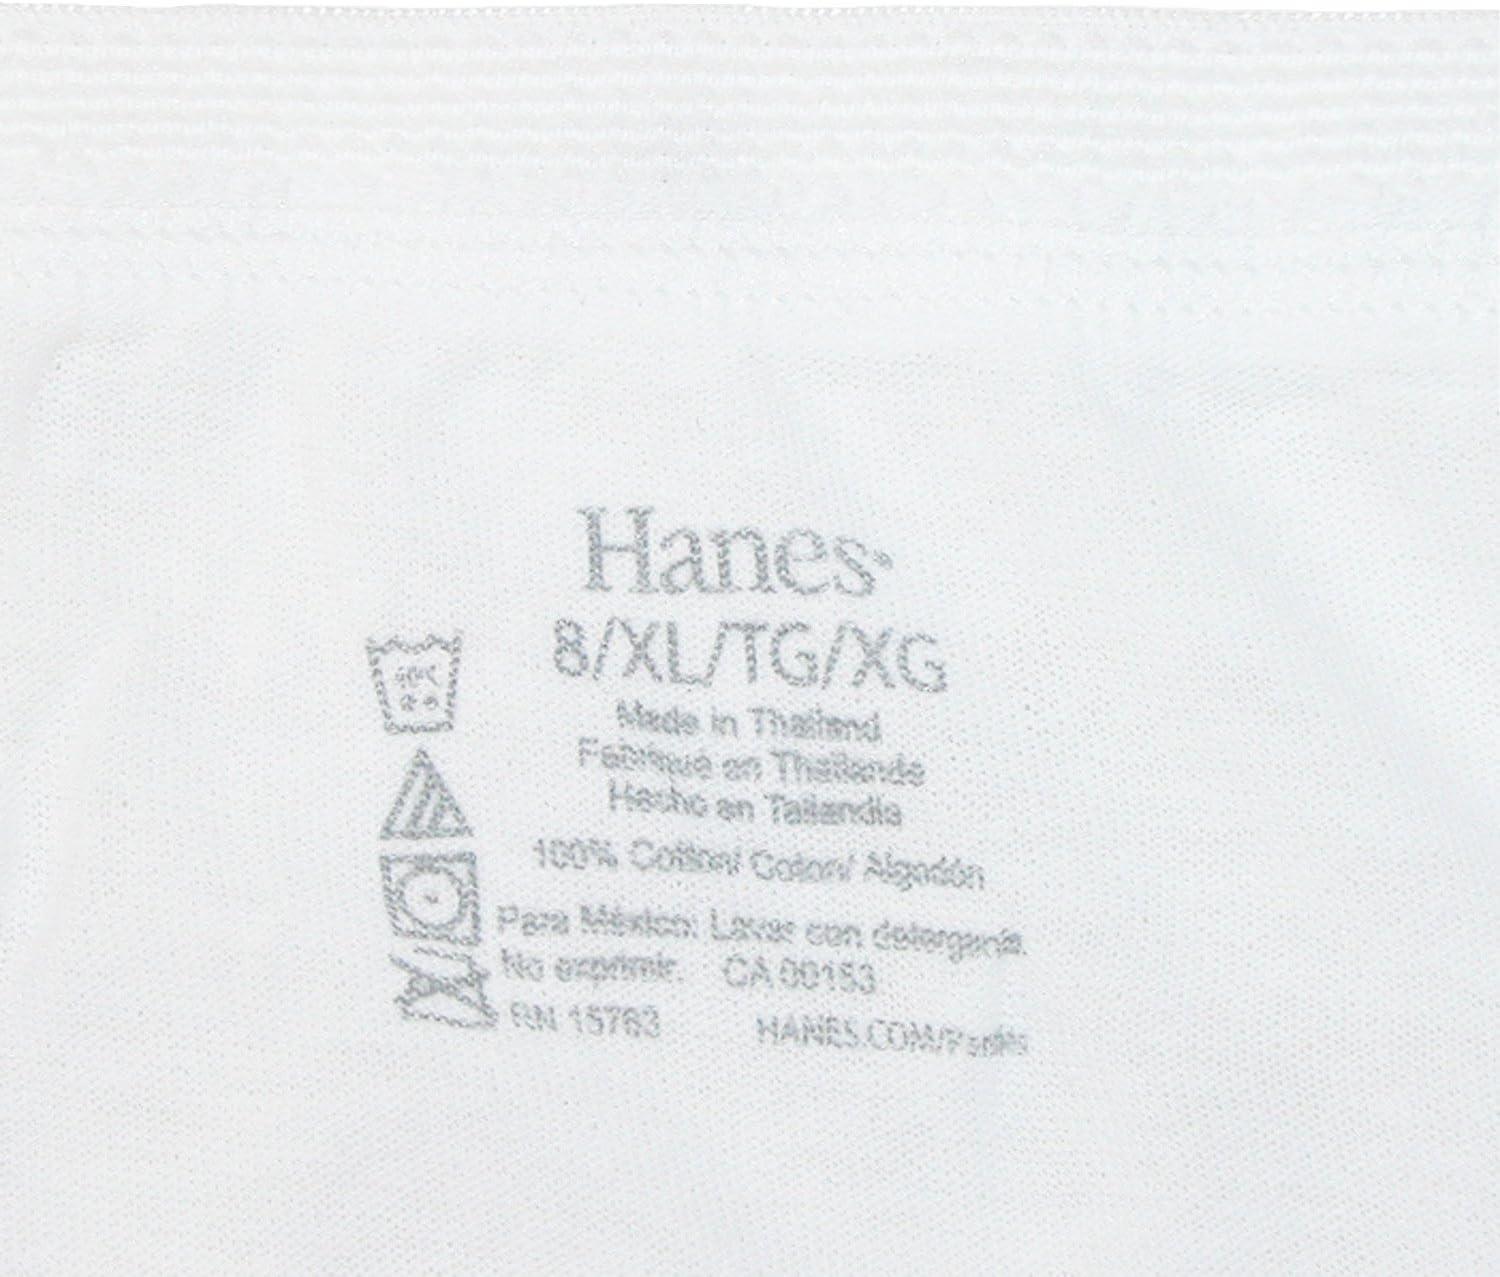 Hanes®
8/XL/TG/XG
Made in Thailand
Fabriqué en Thaïlande
Hecho en Tailandia
100% Cotton/ Coton/ Algodón
Para México: Lavar con detergente.
No exprimir. CA 00153
RN 15763 HANES.COM/